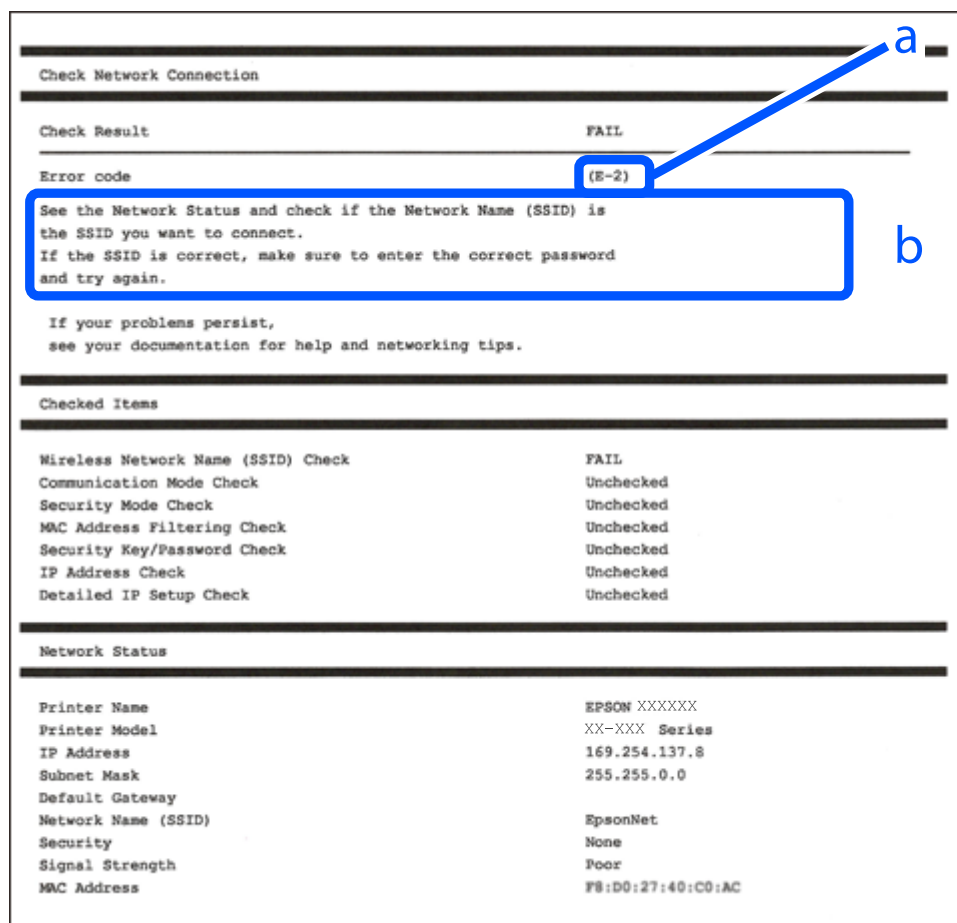 a
Check Network Connection
Check Result FAIL
Error code (E-2)
See the Network Status and check if the Network Name (SSID) is
the SSID you want to connect.
If the SSID is correct, make sure to enter the correct password
and try again.
b
If your problems persist,
see your documentation for help and networking tips.
Checked Items
Wireless Network Name (SSID) Check FAIL
Communication Mode Check Unchecked
Security Mode Check Unchecked
MAC Address Filtering Check Unchecked
Security Key/Password Check Unchecked
IP Address Check Unchecked
Detailed IP Setup Check Unchecked
Network Status
Printer Name EPSON XXXXXX
Printer Model XX-XXX Series
IP Address 169.254.137.8
Subnet Mask 255.255.0.0
Default Gateway
Network Name (SSID) EpsonNet
Security None
Signal Strength Poor
MAC Address F8:D0:27:40:C0:AC